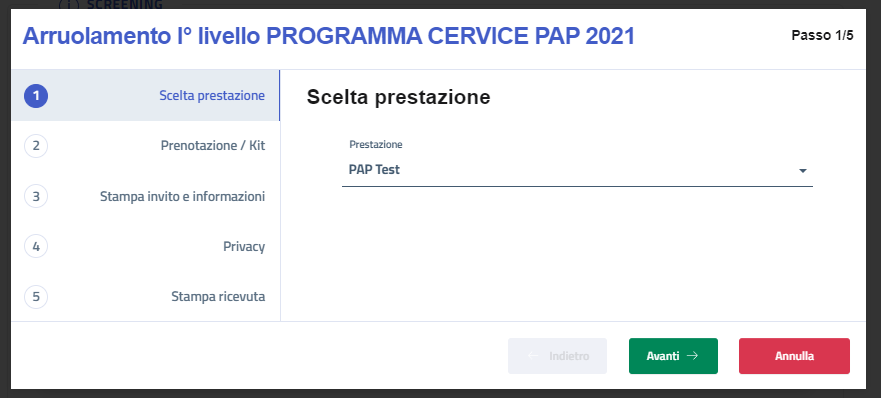 1 SCREENING
Arruolamento I° livello PROGRAMMA CERVICE PAP 2021
Passo 1/5
1 Scelta prestazione
2 Prenotazione / Kit
3 Stampa invito e informazioni
4 Privacy
5 Stampa ricevuta
Scelta prestazione
Prestazione
PAP Test
← Indietro
Avanti →
Annulla